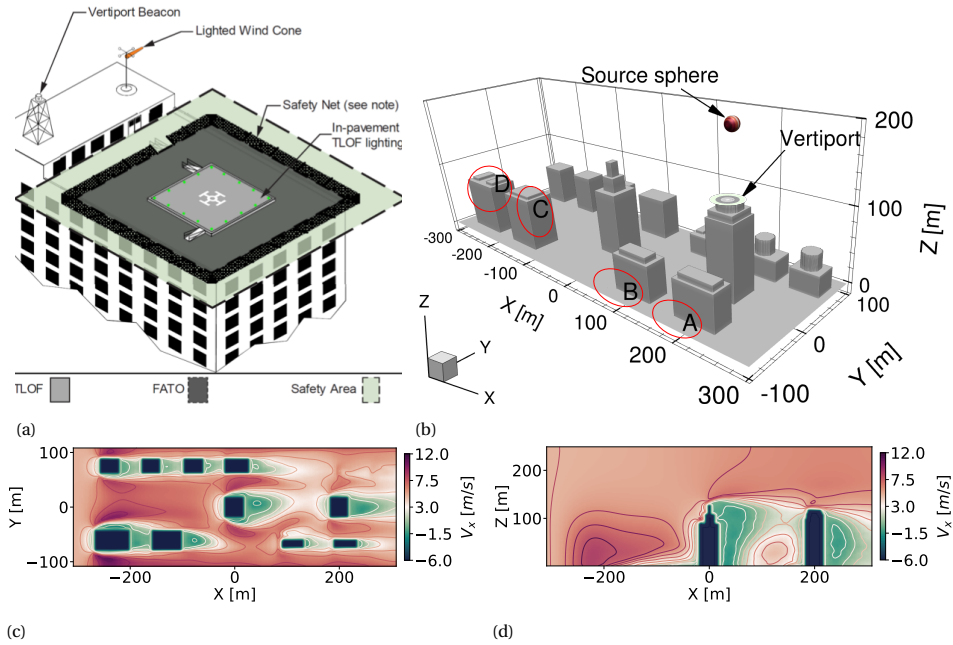 Vertiport Beacon
Lighted Wind Cone
Safety Net (see note)
In-pavement
TLOF lighting
TLOF
FATO
Safety Area
(a)
Source sphere
Vertiport
200
100
0
Z [m]
D
C
B
A
-300
-200
-100
0
100
200
300
X [m]
100
0
-100
Y [m]
Z
Y
X
(b)
100
0
−100
Y [m]
−200
0
200
X [m]
12.0
7.5
3.0
−1.5
−6.0
Vx [m/s]
(c)
200
100
Z [m]
−200
0
200
X [m]
12.0
7.5
3.0
−1.5
−6.0
Vx [m/s]
(d)